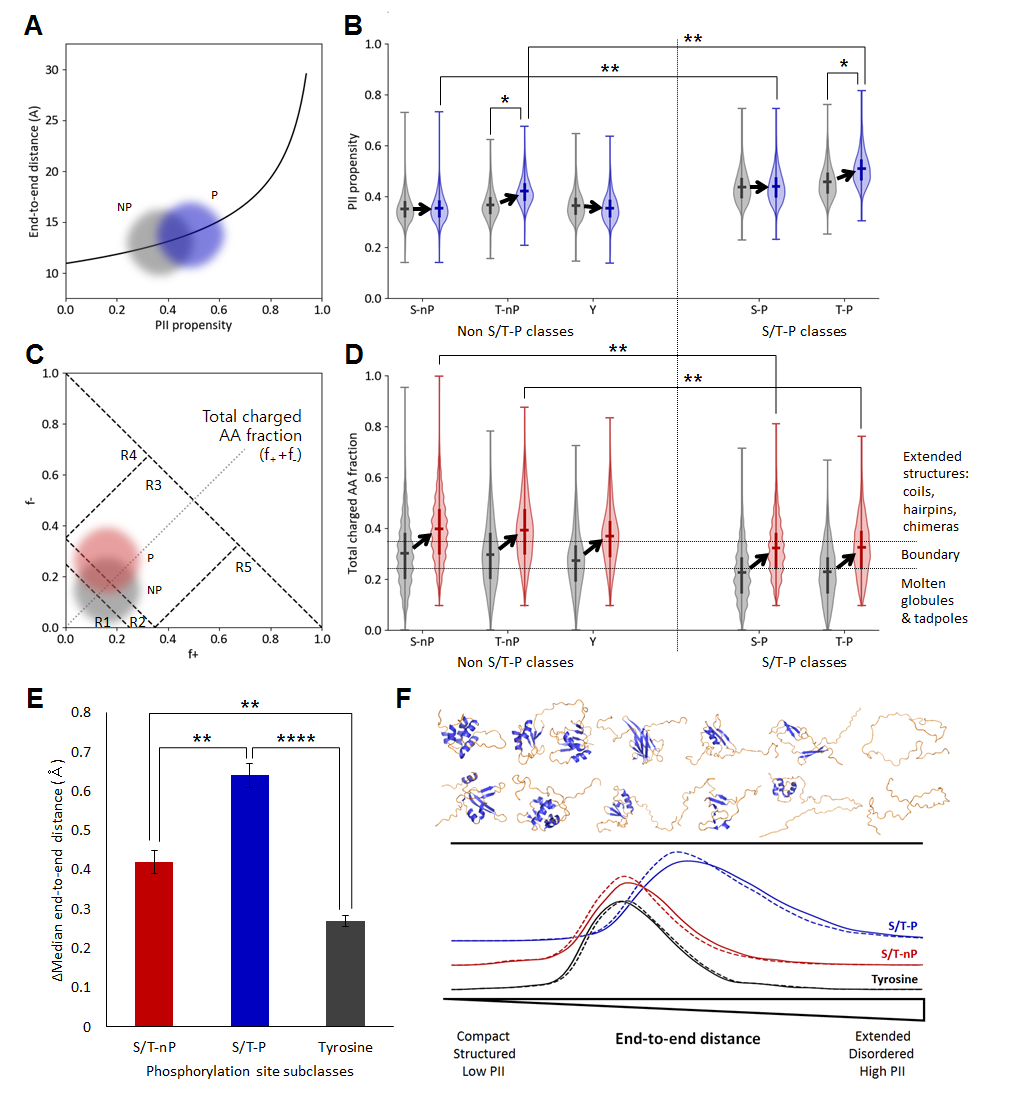 A
End-to-end distance (A)
30
25
20
15
10
NP
P
0.0 0.2 0.4 0.6 0.8 1.0
PII propensity
B
PII propensity
1.0
0.8
0.6
0.4
0.2
0.0
**
**
*
*
S-nP T-nP Y S-P T-P
Non S/T-P classes S/T-P classes
C
f-
1.0
0.8
0.6
0.4
0.2
0.0
Total charged
AA fraction
(f₊+f₋)
R4
R3
R5
P
NP
R1 R2
0.0 0.2 0.4 0.6 0.8 1.0
f+
D
Total charged AA fraction
1.0
0.8
0.6
0.4
0.2
0.0
**
**
Extended
structures:
coils,
hairpins,
chimeras
Boundary
Molten
globules
& tadpoles
S-nP T-nP Y S-P T-P
Non S/T-P classes S/T-P classes
E
ΔMedian end-to-end distance (Å)
0.8
0.7
0.6
0.5
0.4
0.3
0.2
0.1
0
**
** ****
S/T-nP S/T-P Tyrosine
Phosphorylation site subclasses
F
S/T-P
S/T-nP
Tyrosine
End-to-end distance
Compact
Structured
Low PII
Extended
Disordered
High PII